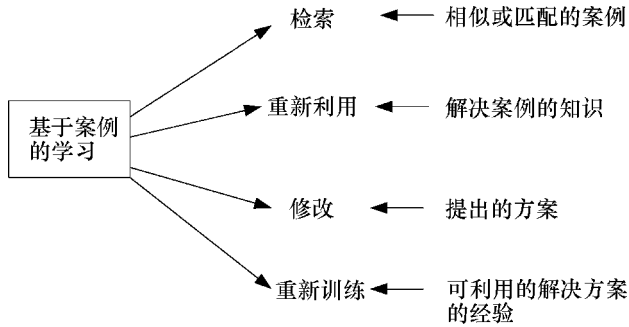 检索
相似或匹配的案例
基于案例
的学习
重新利用
解决案例的知识
修改
提出的方案
重新训练
可利用的解决方案
的经验